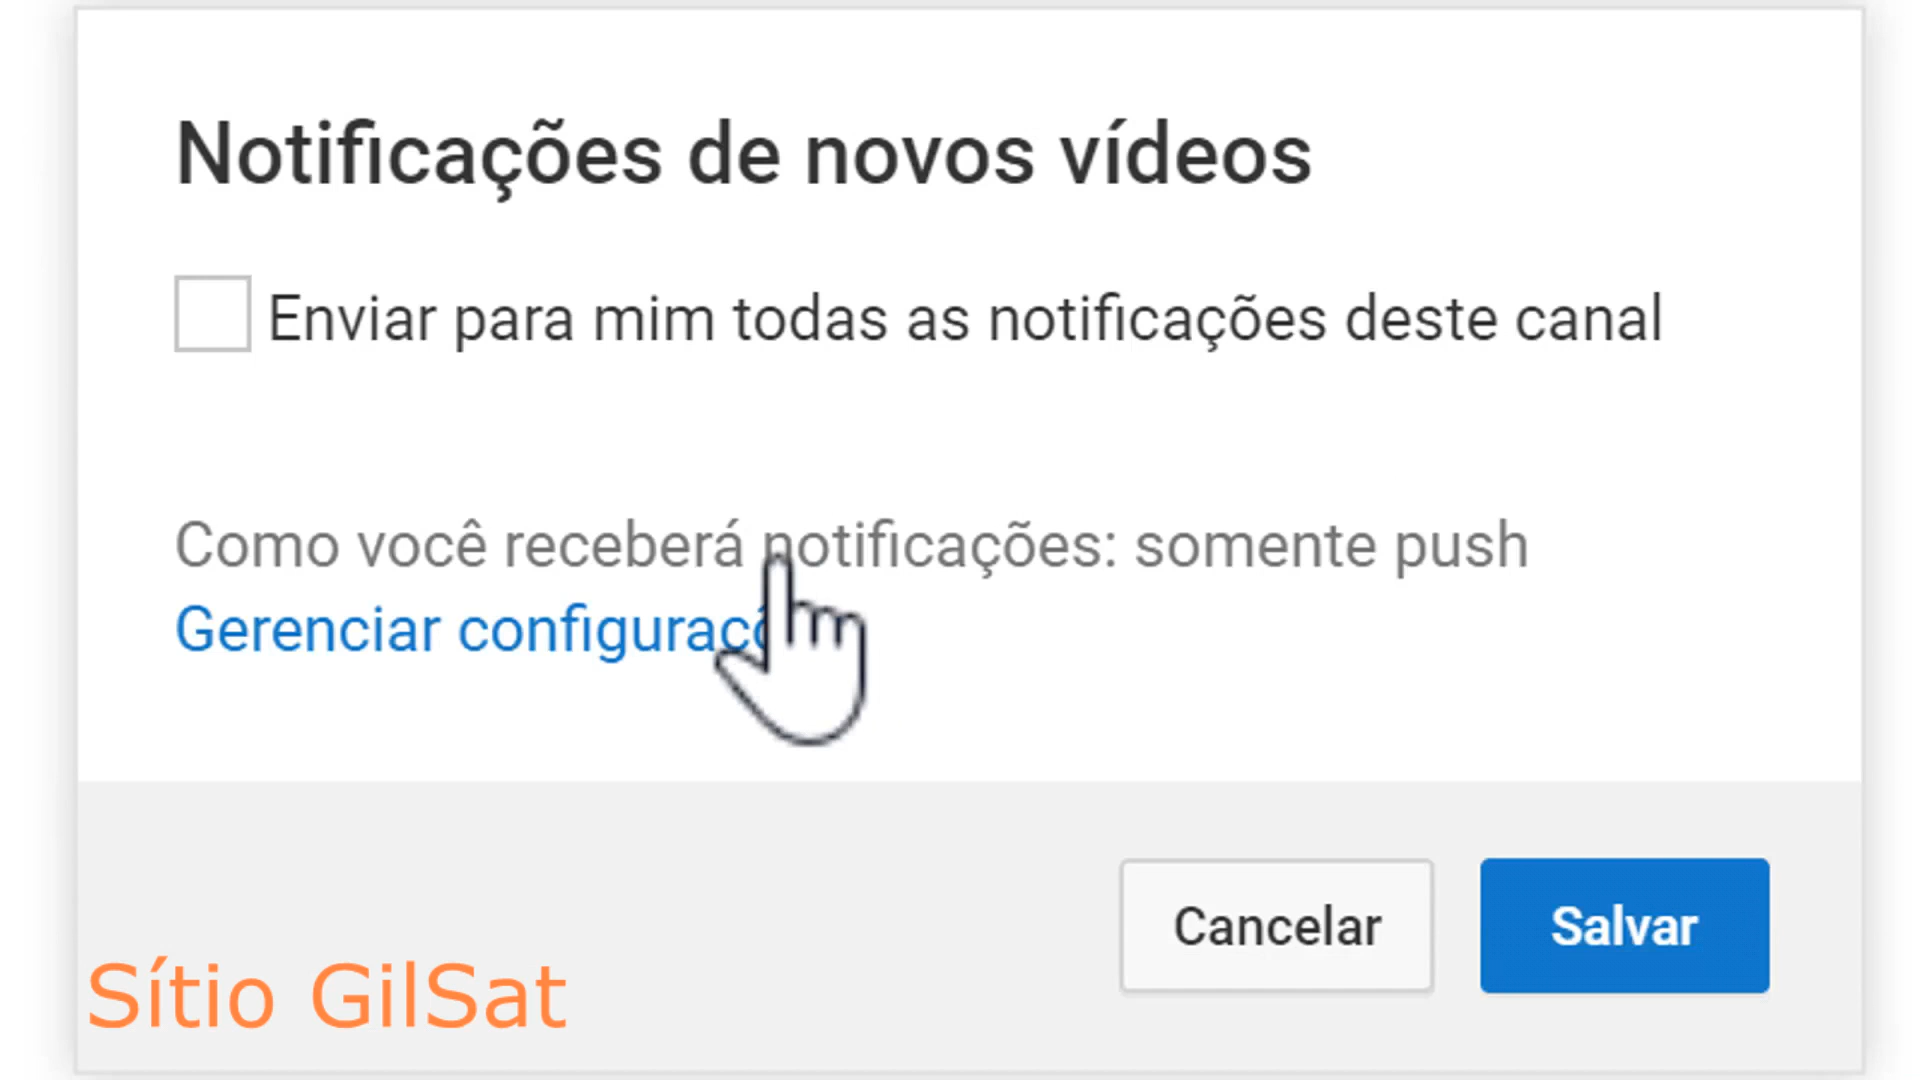 Notificações de novos vídeos
Enviar para mim todas as notificações deste canal
Como você receberá notificações: somente push
Gerenciar
Cancelar
Salvar
Sítio GilSat